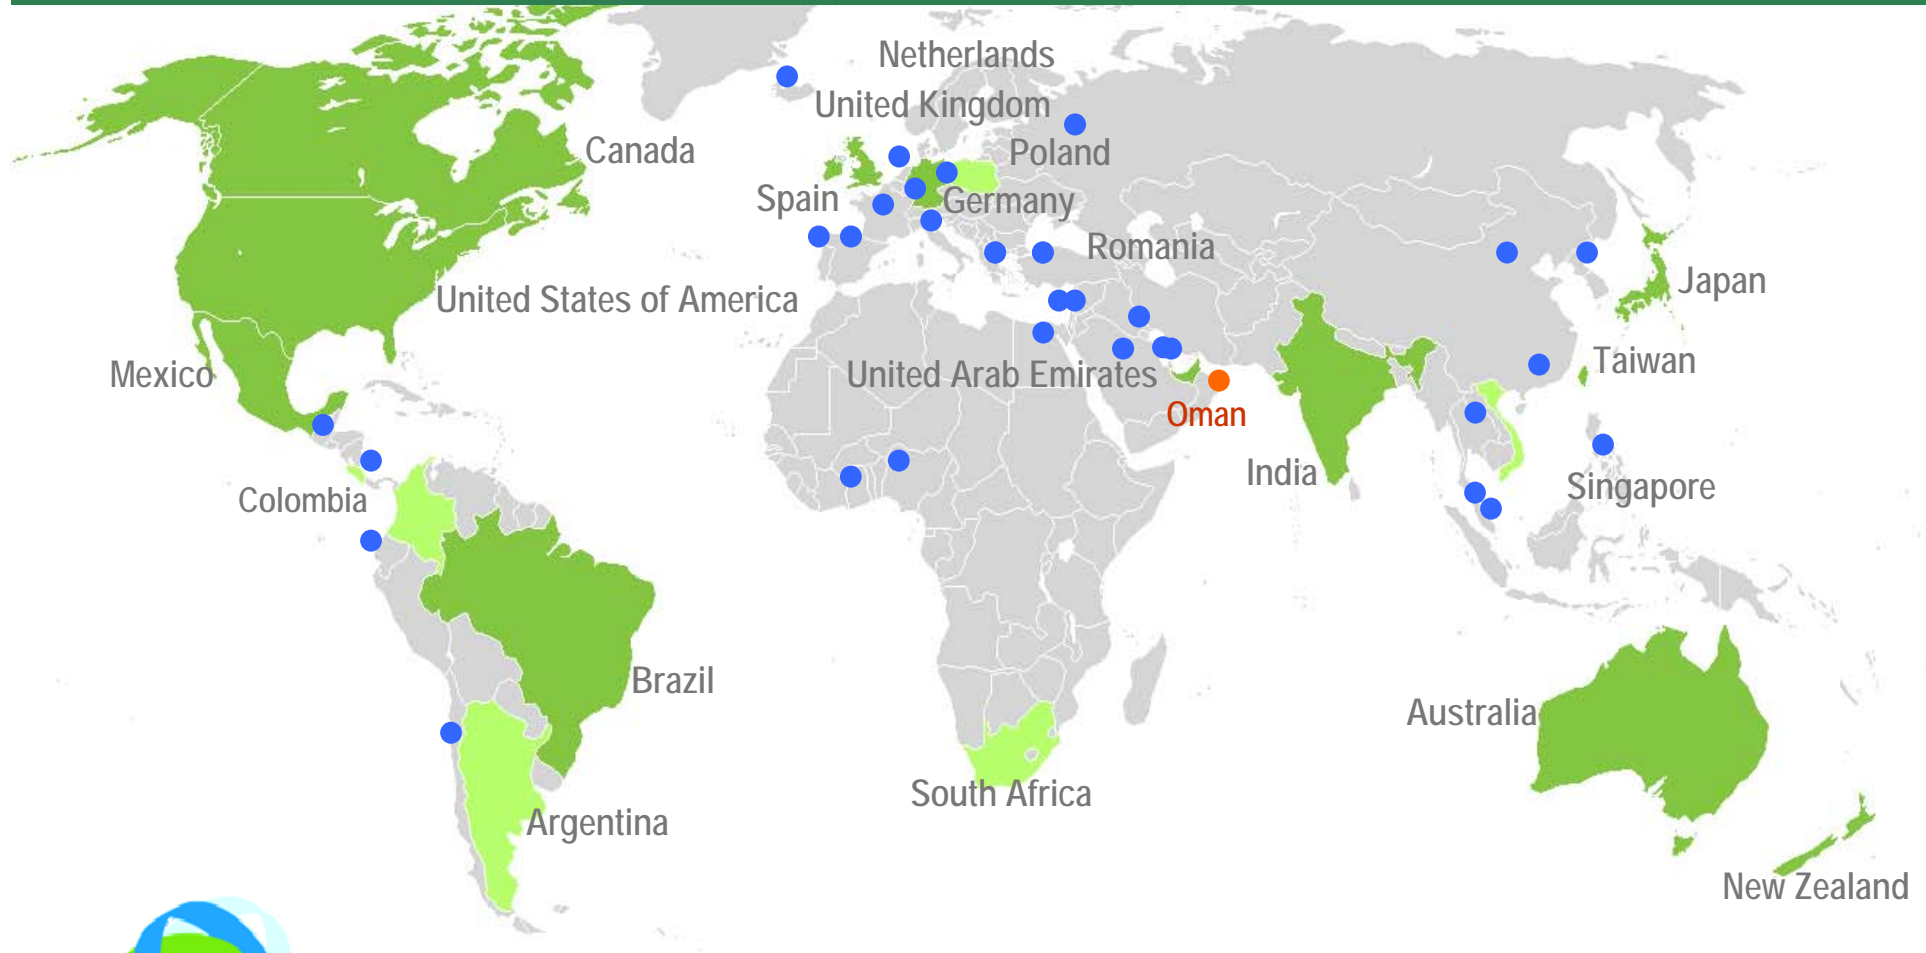 Netherlands
United Kingdom
Canada
Poland
Spain
Germany
Romania
Japan
United States of America
Taiwan
Mexico
United Arab Emirates
Oman
India
Singapore
Colombia
Brazil
Australia
South Africa
Argentina
New Zealand